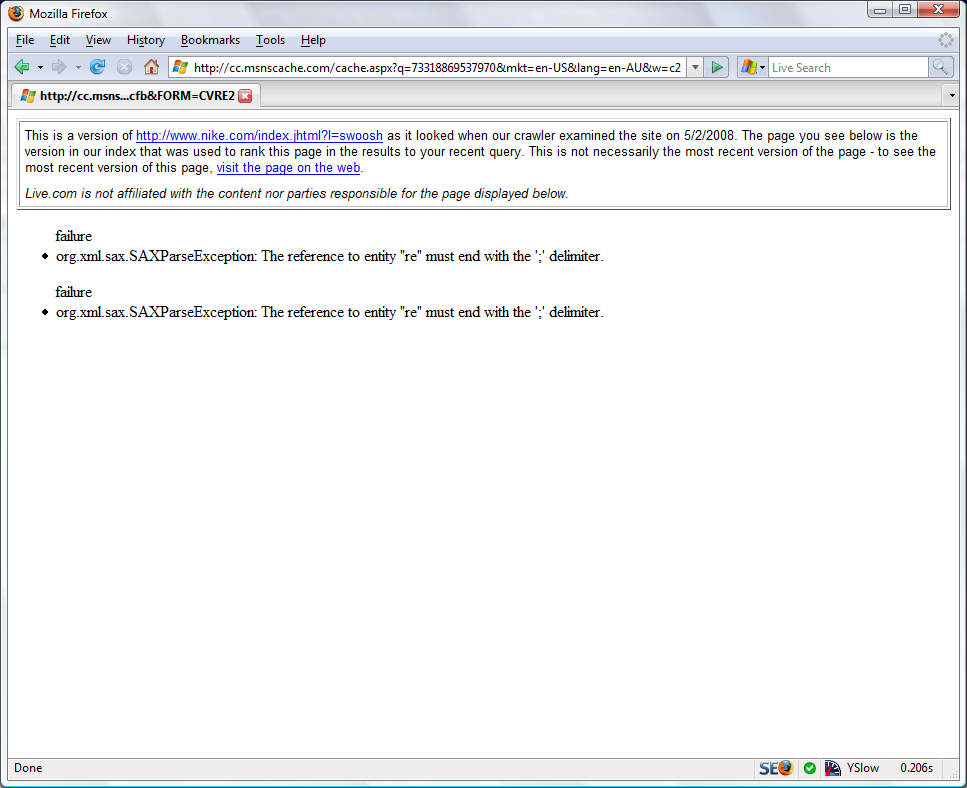 Mozilla Firefox
File Edit View History Bookmarks Tools Help
http://cc.msnscache.com/cache.aspx?q=73318869537970&mkt=en-US&lang=en-AU&w=c2 Live Search
http://cc.msns...cfb&FORM=CVRE2
This is a version of http://www.nike.com/index.jhtml?l=swoosh as it looked when our crawler examined the site on 5/2/2008. The page you see below is the
version in our index that was used to rank this page in the results to your recent query. This is not necessarily the most recent version of the page - to see the
most recent version of this page, visit the page on the web.
Live.com is not affiliated with the content nor parties responsible for the page displayed below.
failure
• org.xml.sax.SAXParseException: The reference to entity "re" must end with the ';' delimiter.
failure
• org.xml.sax.SAXParseException: The reference to entity "re" must end with the ';' delimiter.
Done SEO YSlow 0.206s